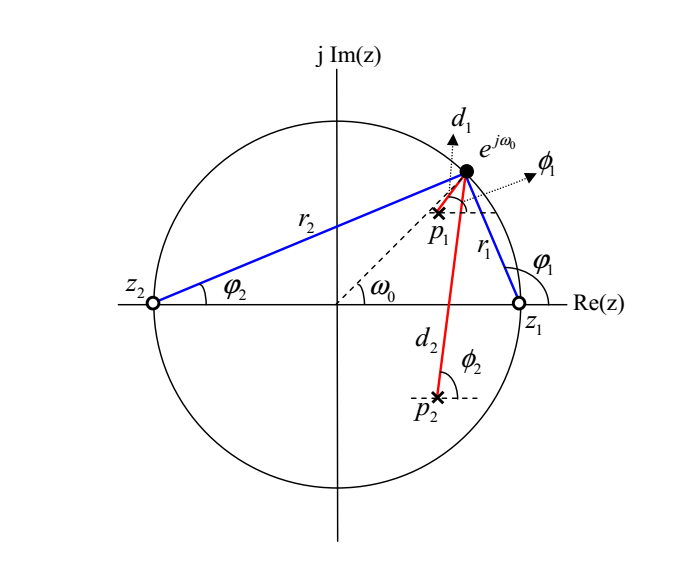 j Im(z)
d₁
e^{jω₀}
ϕ₁
p₁
r₂
r₁
φ₁
z₂
φ₂
ω₀
Re(z)
z₁
d₂
ϕ₂
p₂